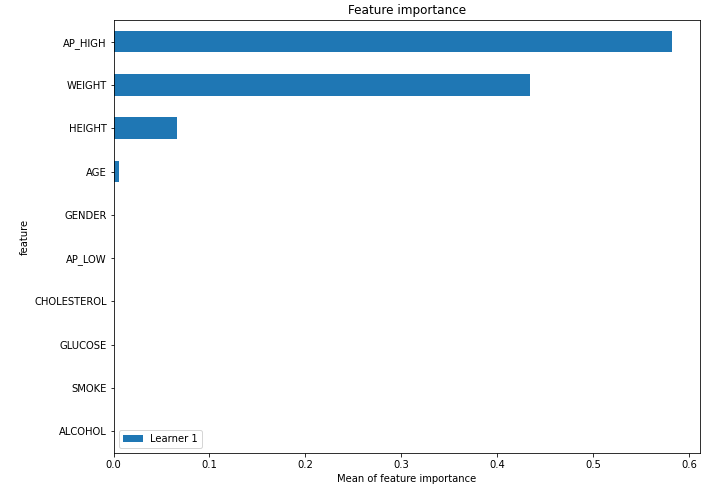 Feature importance
AP_HIGH
WEIGHT
HEIGHT
AGE
GENDER
AP_LOW
CHOLESTEROL
GLUCOSE
SMOKE
ALCOHOL
feature
Learner 1
0.0 0.1 0.2 0.3 0.4 0.5 0.6
Mean of feature importance